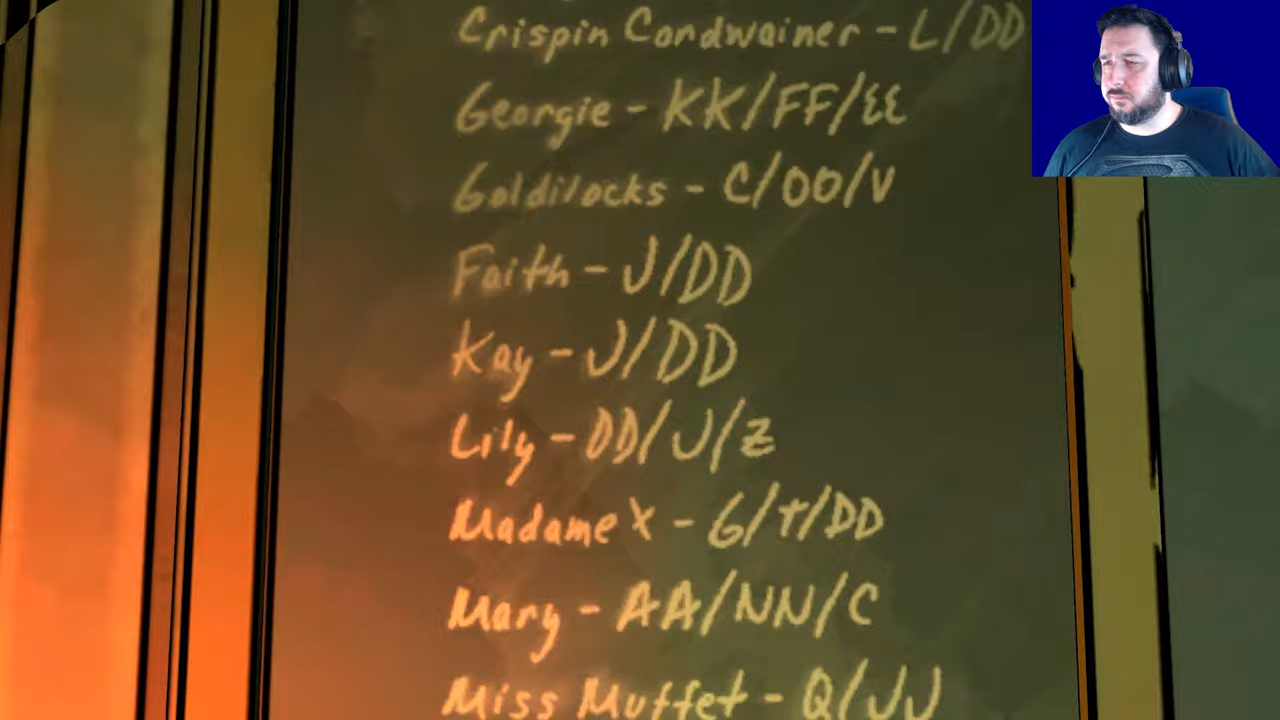 Crispin Cordwainer - L/DD
Georgie - KK/FF/EE
Goldilocks - C/OO/V
Faith - J/DD
Kay - J/DD
Lily - DD/J/Z
Madame X - G/T/DD
Mary - AA/NN/C
Miss Muffet - Q/JJ